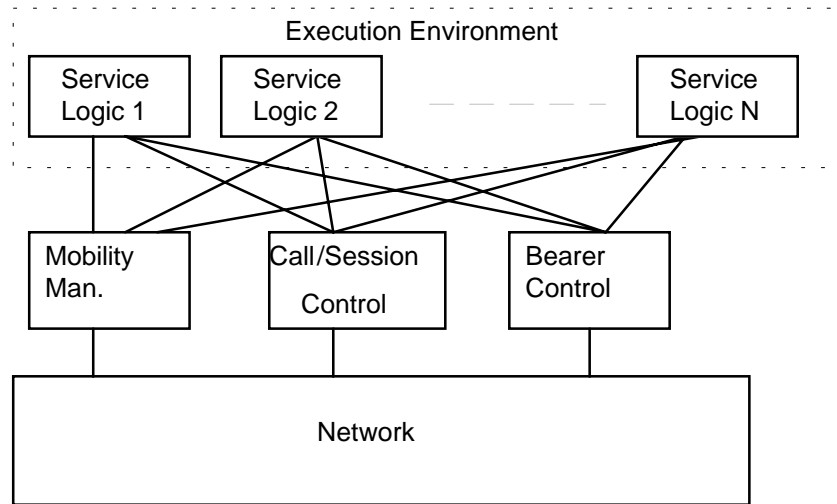 Execution Environment
Service
Logic 1
Service
Logic 2
Service
Logic N
Mobility
Man.
Call/Session
Control
Bearer
Control
Network